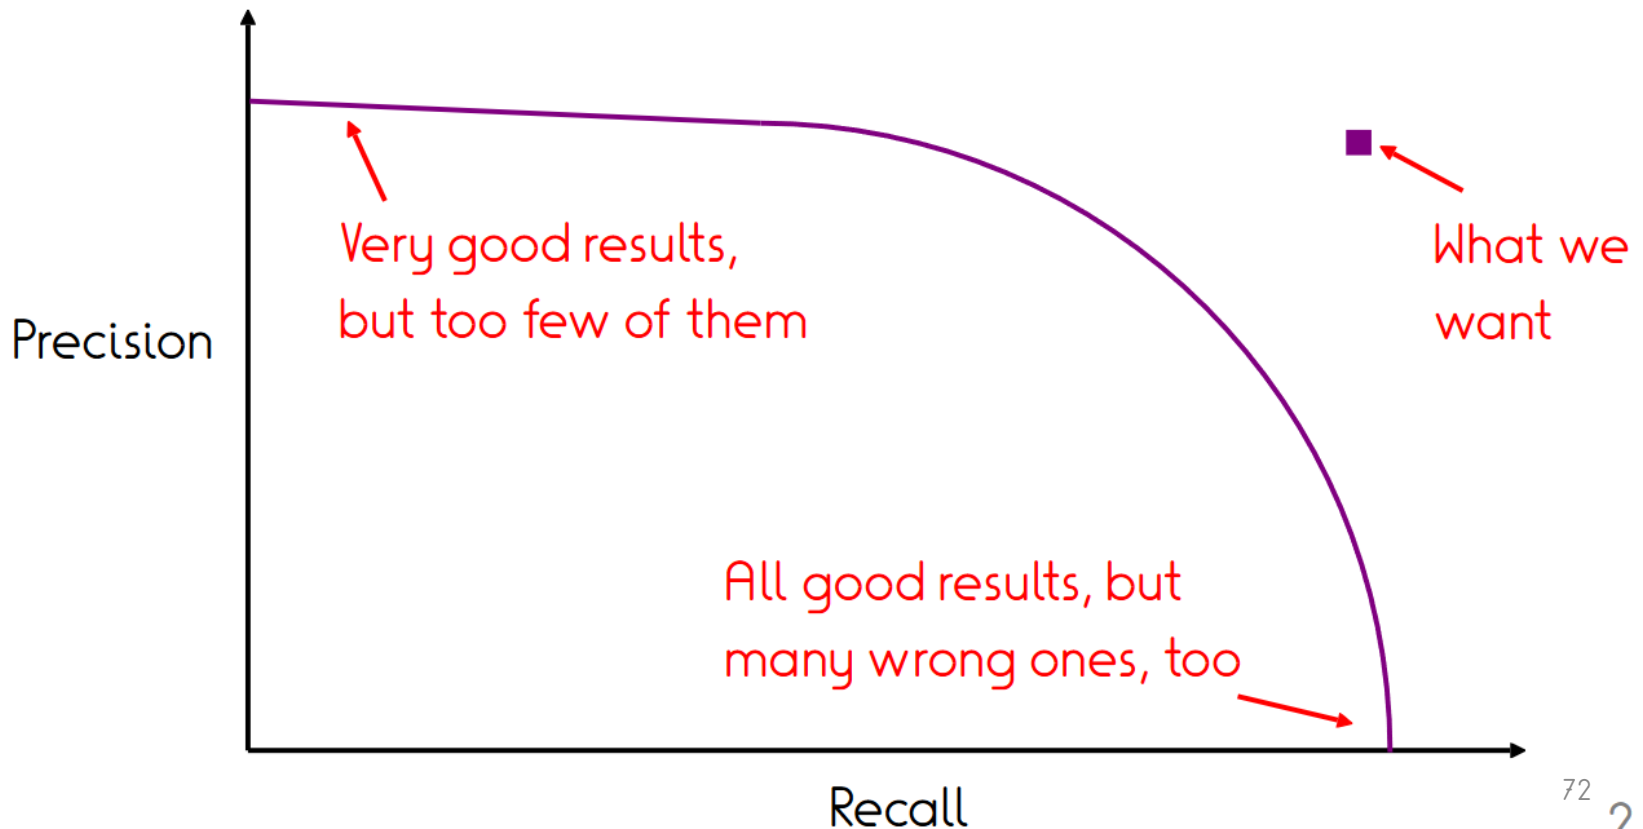 Very good results,
but too few of them
What we
want
Precision
All good results, but
many wrong ones, too
Recall
72
2